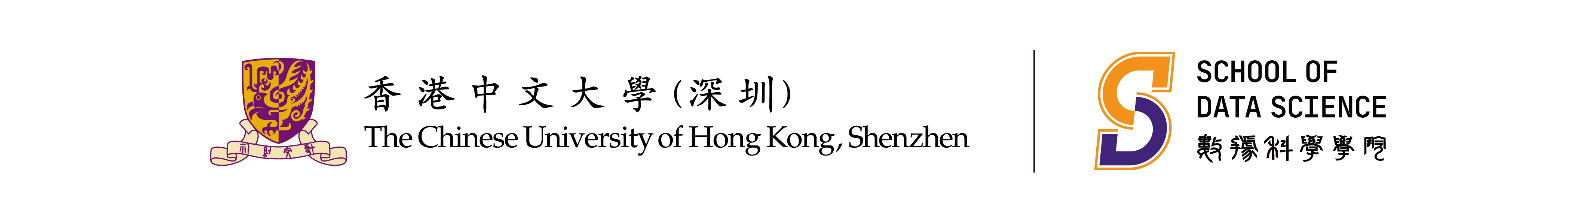 香港中文大學(深圳)
The Chinese University of Hong Kong, Shenzhen
SCHOOL OF
DATA SCIENCE
數據科學學院